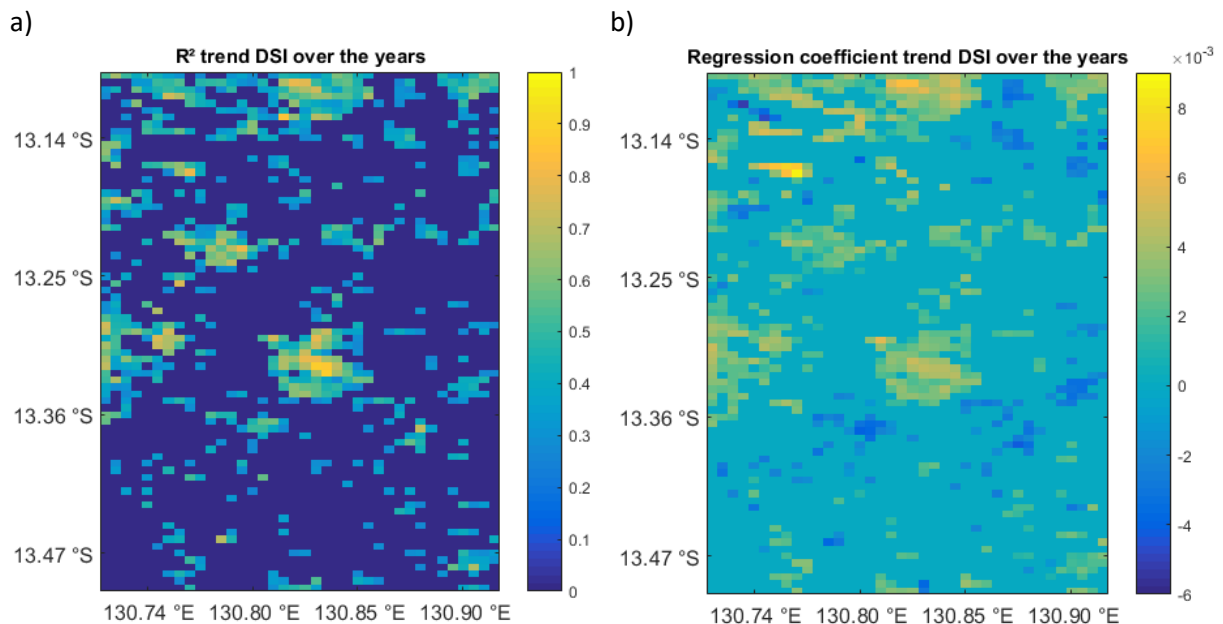 a)
R² trend DSI over the years
13.14 °S
13.25 °S
13.36 °S
13.47 °S
130.74 °E 130.80 °E 130.85 °E 130.90 °E
1
0.9
0.8
0.7
0.6
0.5
0.4
0.3
0.2
0.1
0
b)
Regression coefficient trend DSI over the years
×10⁻³
13.14 °S
13.25 °S
13.36 °S
13.47 °S
130.74 °E 130.80 °E 130.85 °E 130.90 °E
8
6
4
2
0
-2
-4
-6